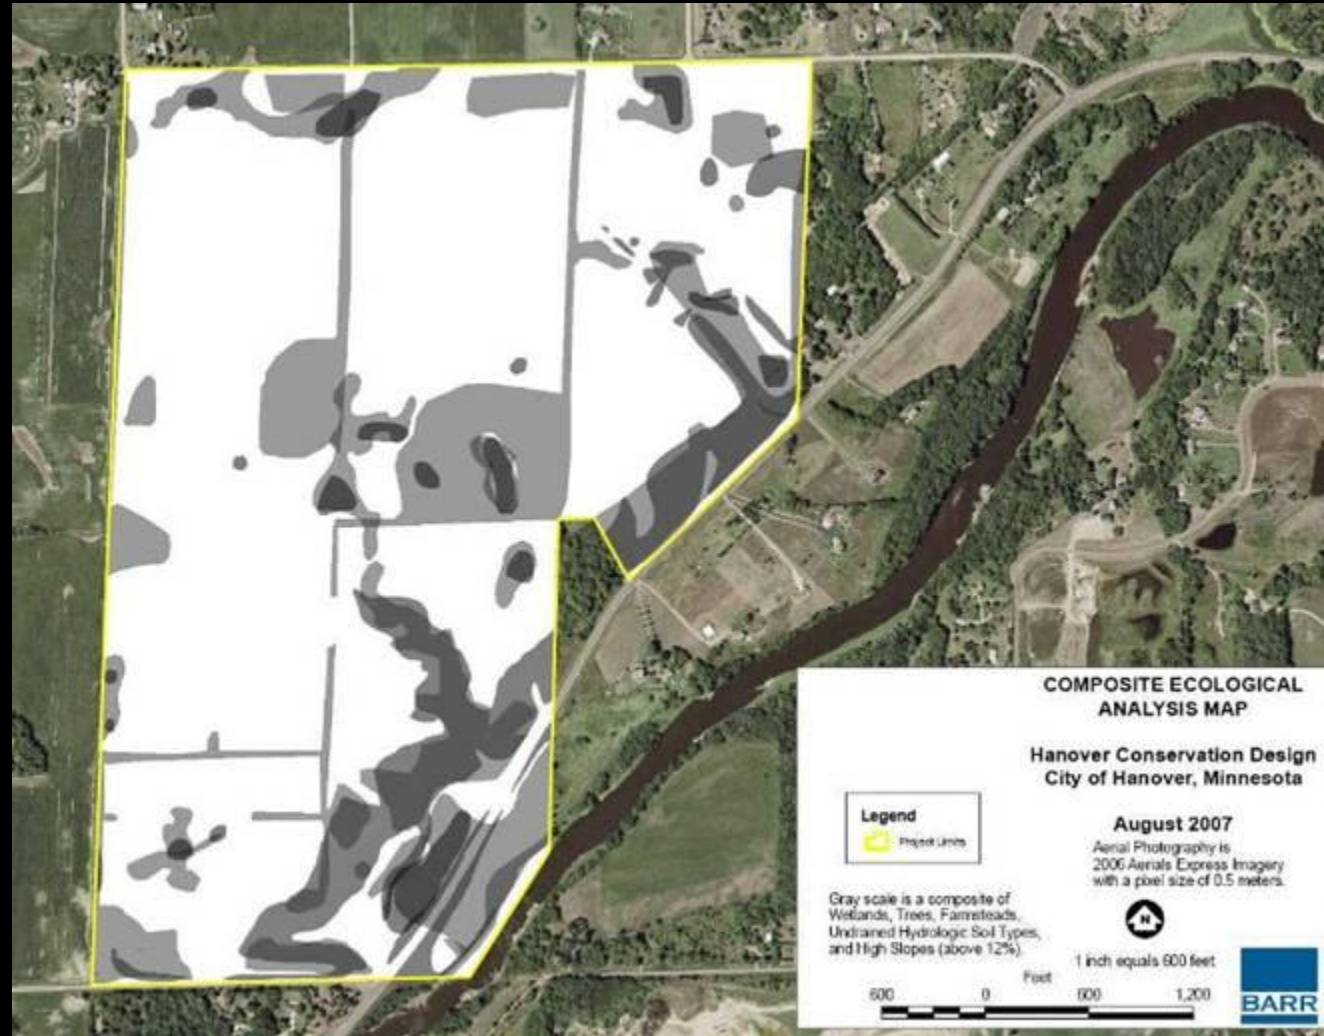 COMPOSITE ECOLOGICAL
ANALYSIS MAP
Hanover Conservation Design
City of Hanover, Minnesota
August 2007
Aerial Photography is
2006 Aerials Express Imagery
with a pixel size of 0.5 meters.
Legend
Project Limits
Gray scale is a composite of
Wetlands, Trees, Farmsteads,
Undrained Hydrologic Soil Types,
and High Slopes (above 12%).
N
1 inch equals 600 feet
Feet
600 0 600 1,200
BARR